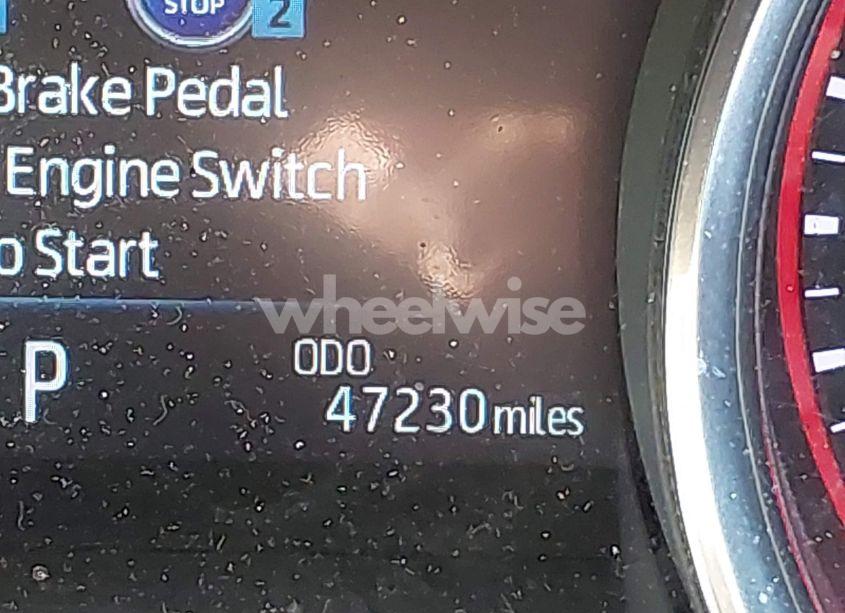 STOP
2
Brake Pedal
Engine Switch
o Start
wheelwise
P
ODO
47230 miles